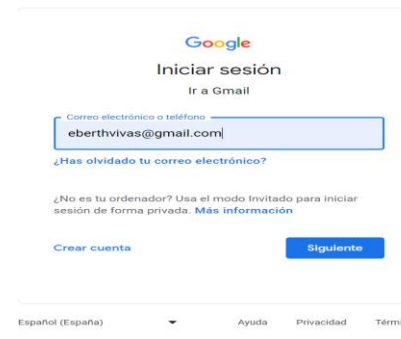 Google
Iniciar sesión
Ir a Gmail
Correo electrónico o teléfono
eberthvivas@gmail.com
¿Has olvidado tu correo electrónico?
¿No es tu ordenador? Usa el modo Invitado para iniciar
sesión de forma privada. Más información
Crear cuenta
Siguiente
Español (España)
Ayuda
Privacidad
Térmi